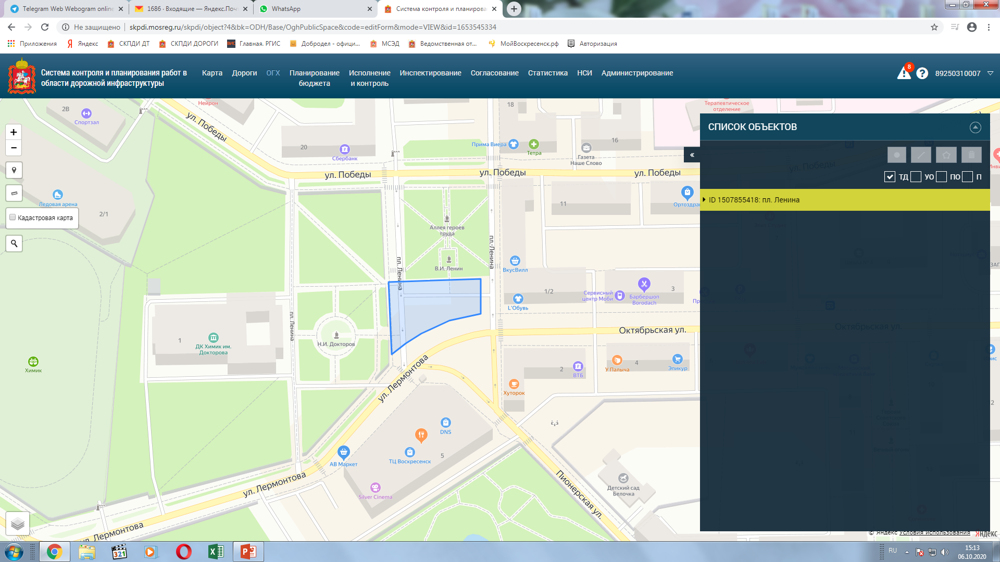 Telegram Web Webogram online
1686 · Входящие — Яндекс.Поч
WhatsApp
Система контроля и планирова
Не защищено
skpdi.mosreg.ru/skpdi/object?4&bk=ODH/Base/OghPublicSpace&code=editForm&mode=VIEW&id=1653545334
Приложения
Яндекс
СКПДИ ДТ
СКПДИ ДОРОГИ
Главная. РГИС
Добродел - офици...
МСЭД
Ведомственная от...
МойВоскресенск.рф
Авторизация
Система контроля и планирования работ в
области дорожной инфраструктуры
Карта
Дороги
ОГХ
Планирование
бюджета
Исполнение
и контроль
Инспектирование
Согласование
Статистика
НСИ
Администрирование
8
89250310007
Нейрон
Терапевтическое
отделение
2В
Спортзал
ул. Победы
18
СПИСОК ОБЪЕКТОВ
20
Сбербанк
Прима Виера
Тетра
16
Газета
Наше Слово
ул. Победы
ул. Победы
ул. Победы
ул. Победы
ТД
УО
ПО
П
ID 1507855418: пл. Ленина
Ледовая арена
2/1
Кадастровая карта
11
Аллея героев
труда
пл. Ленина
пл. Ленина
В.И. Ленин
ВкусВилл
1/2
Сервисный
центр Моби
Барбершоп
Borodach
3
L'Обувь
пл. Ленина
Октябрьская ул.
Октябрьская ул.
1
ДК Химик им.
Докторова
Н.И. Докторов
Химик
2
ВТБ
У Палыча
4
Эпикур
Хуторок
ул. Лермонтова
DNS
ТЦ Воскресенск
5
АВ Маркет
Silver Cinema
ул. Лермонтова
Пионерская ул.
Детский сад
Белочка
ул. Лермонтова
© Яндекс Условия использования
Яндекс
RU
15:13
06.10.2020